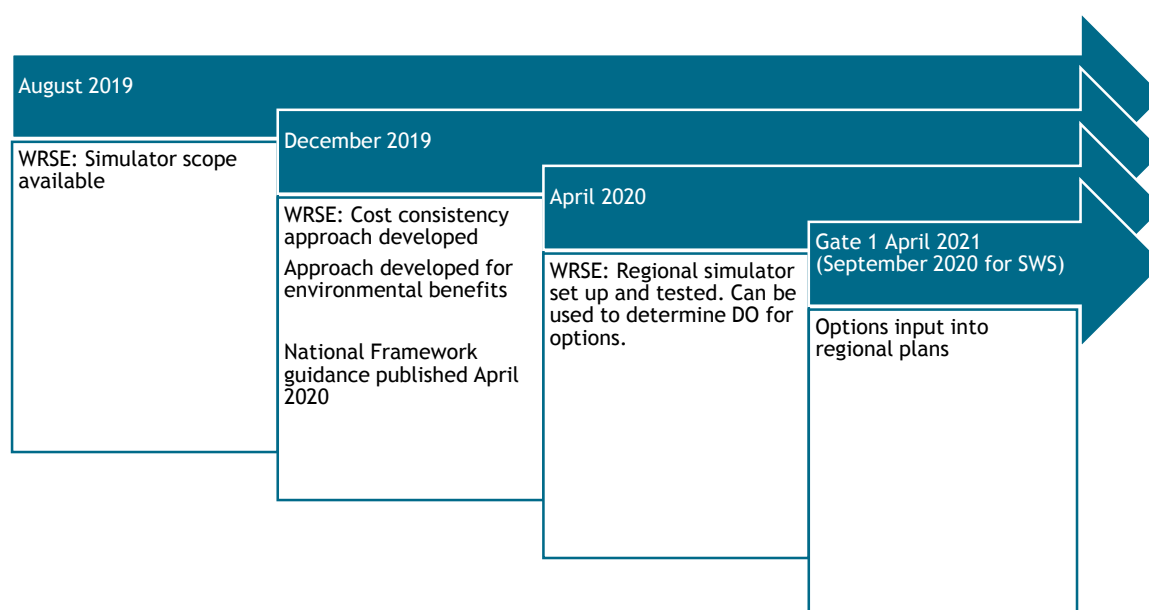 August 2019
WRSE: Simulator scope
available
December 2019
WRSE: Cost consistency
approach developed
Approach developed for
environmental benefits
National Framework
guidance published April
2020
April 2020
WRSE: Regional simulator
set up and tested. Can be
used to determine DO for
options.
Gate 1 April 2021
(September 2020 for SWS)
Options input into
regional plans